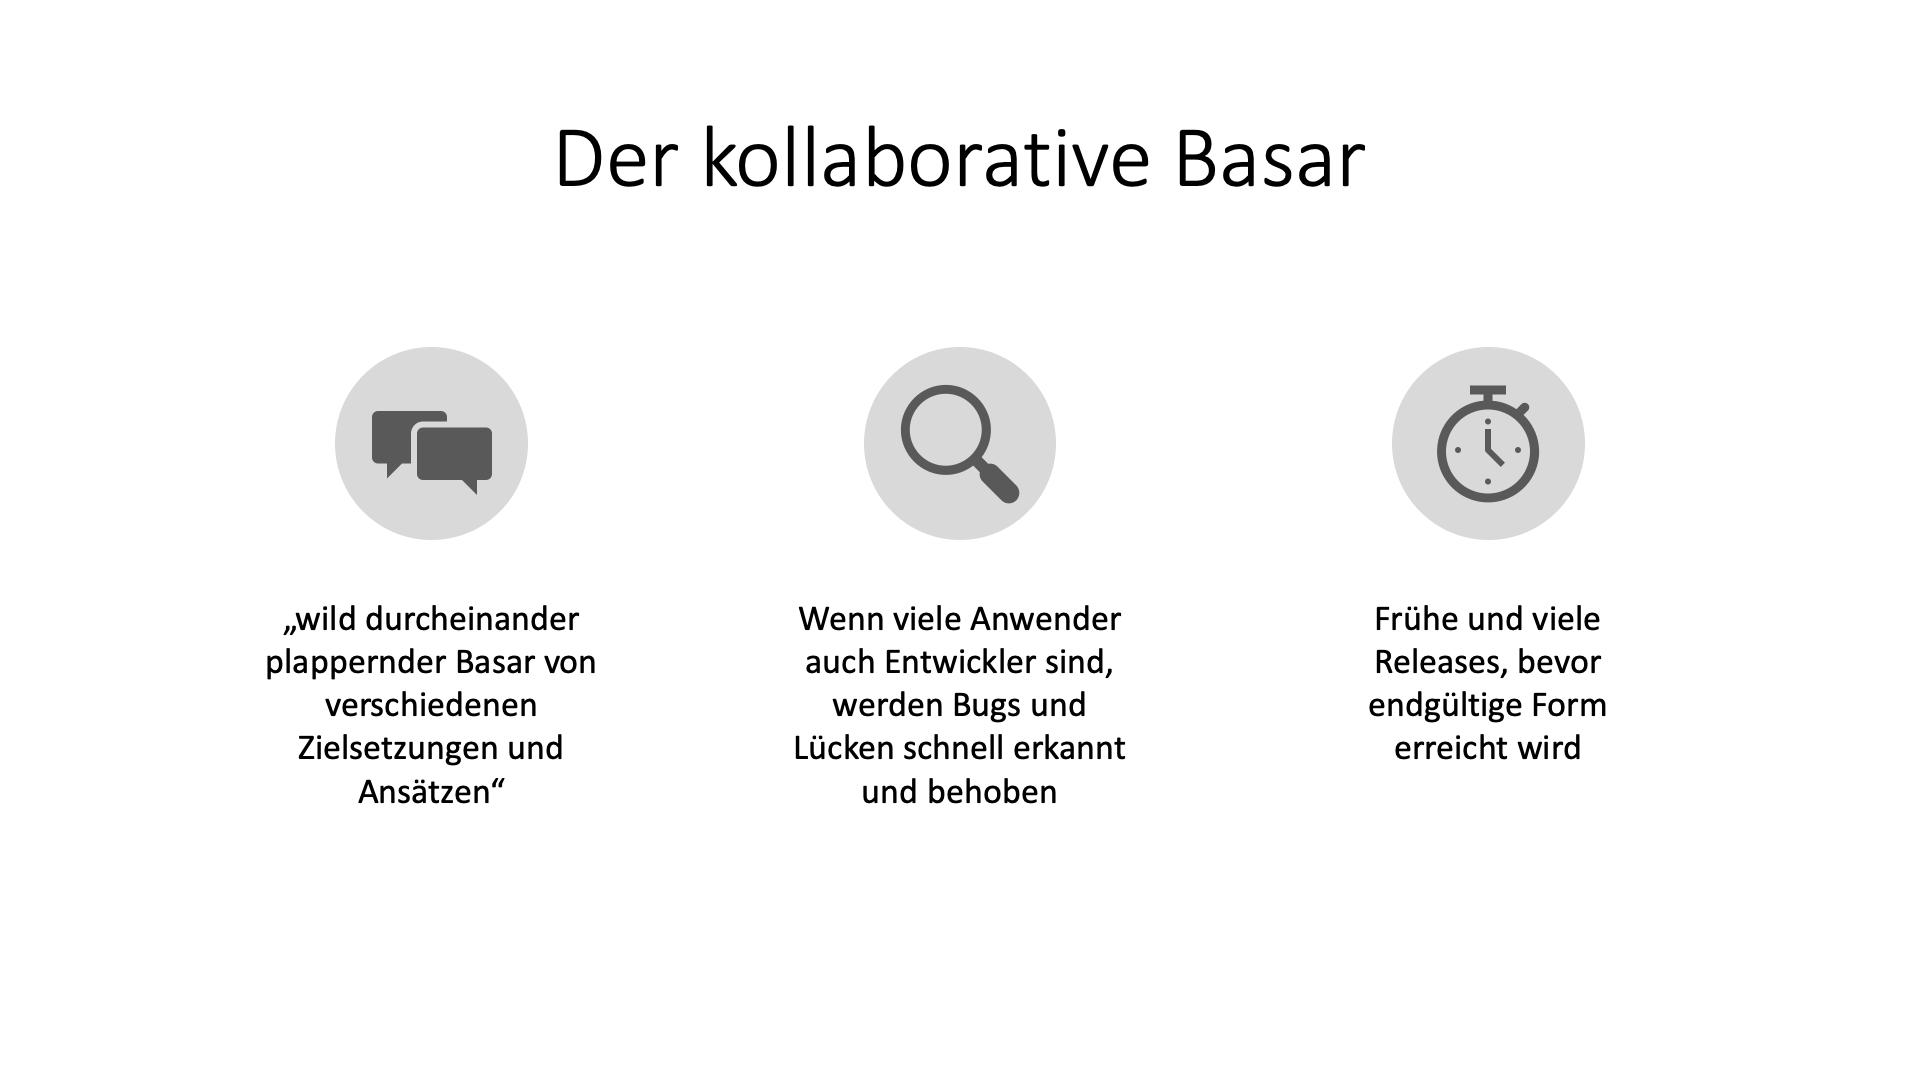 Der kollaborative Basar
„wild durcheinander
plappernder Basar von
verschiedenen
Zielsetzungen und
Ansätzen“
Wenn viele Anwender
auch Entwickler sind,
werden Bugs und
Lücken schnell erkannt
und behoben
Frühe und viele
Releases, bevor
endgültige Form
erreicht wird